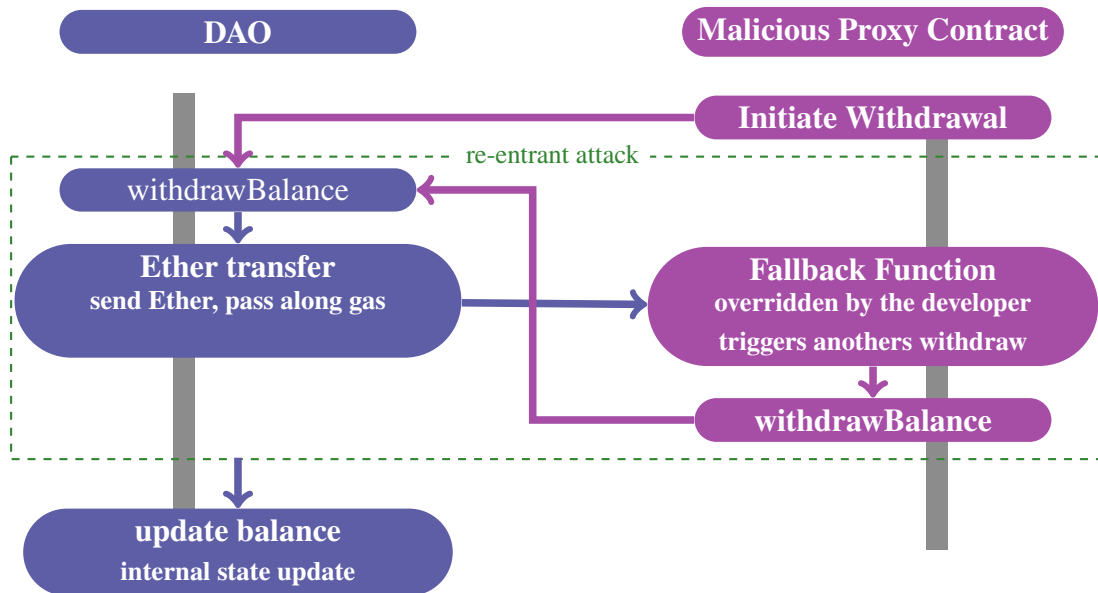 DAO
Malicious Proxy Contract
Initiate Withdrawal
re-entrant attack
withdrawBalance
Ether transfer
send Ether, pass along gas
Fallback Function
overridden by the developer
triggers anothers withdraw
withdrawBalance
update balance
internal state update